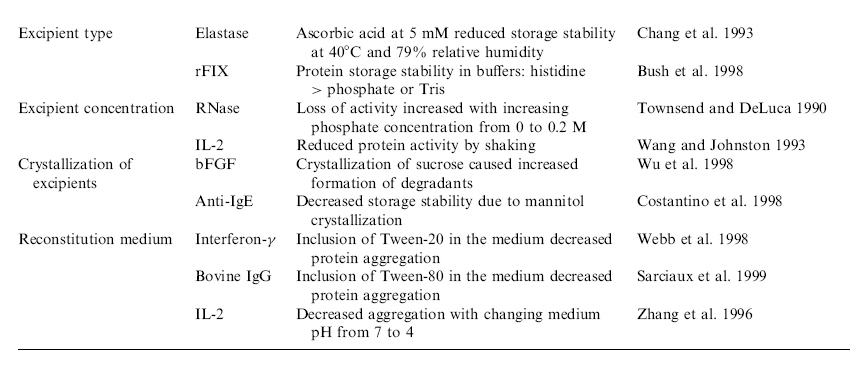 Excipient type Elastase Ascorbic acid at 5 mM reduced storage stability Chang et al. 1993
at 40°C and 79% relative humidity
rFIX Protein storage stability in buffers: histidine Bush et al. 1998
> phosphate or Tris
Excipient concentration RNase Loss of activity increased with increasing Townsend and DeLuca 1990
phosphate concentration from 0 to 0.2 M
IL-2 Reduced protein activity by shaking Wang and Johnston 1993
Crystallization of bFGF Crystallization of sucrose caused increased Wu et al. 1998
excipients formation of degradants
Anti-IgE Decreased storage stability due to mannitol Costantino et al. 1998
crystallization
Reconstitution medium Interferon-γ Inclusion of Tween-20 in the medium decreased Webb et al. 1998
protein aggregation
Bovine IgG Inclusion of Tween-80 in the medium decreased Sarciaux et al. 1999
protein aggregation
IL-2 Decreased aggregation with changing medium Zhang et al. 1996
pH from 7 to 4